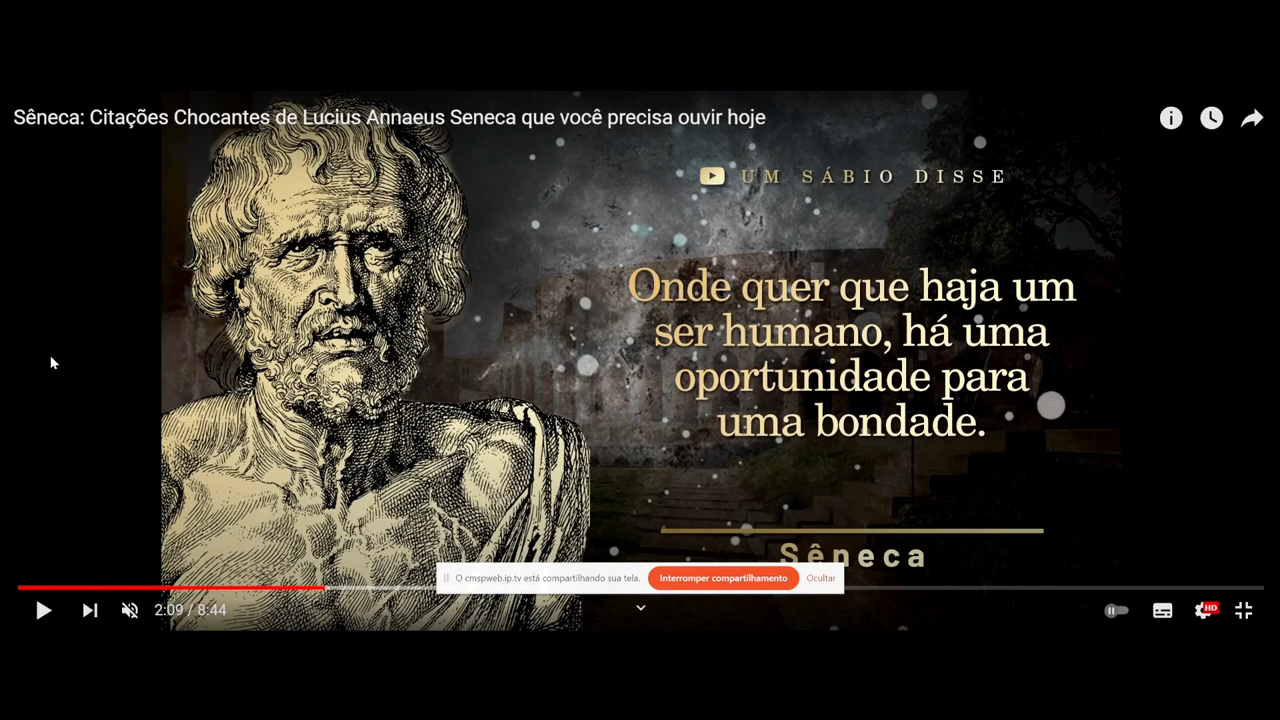 Sêneca: Citações Chocantes de Lucius Annaeus Seneca que você precisa ouvir hoje
UM SÁBIO DISSE
Onde quer que haja um
ser humano, há uma
oportunidade para
uma bondade.
Sêneca
O cmspweb.ip.tv está compartilhando sua tela.
Interromper compartilhamento
Ocultar
2:09 / 8:44
HD